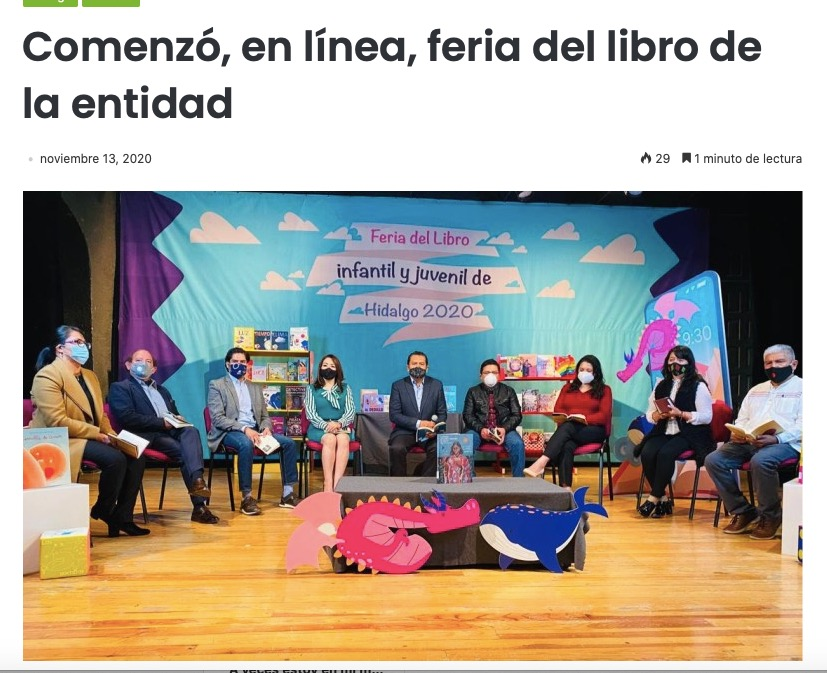 Comenzó, en línea, feria del libro de
la entidad
noviembre 13, 2020
29
1 minuto de lectura
Feria del Libro
infantil y juvenil de
Hidalgo 2020
9:30